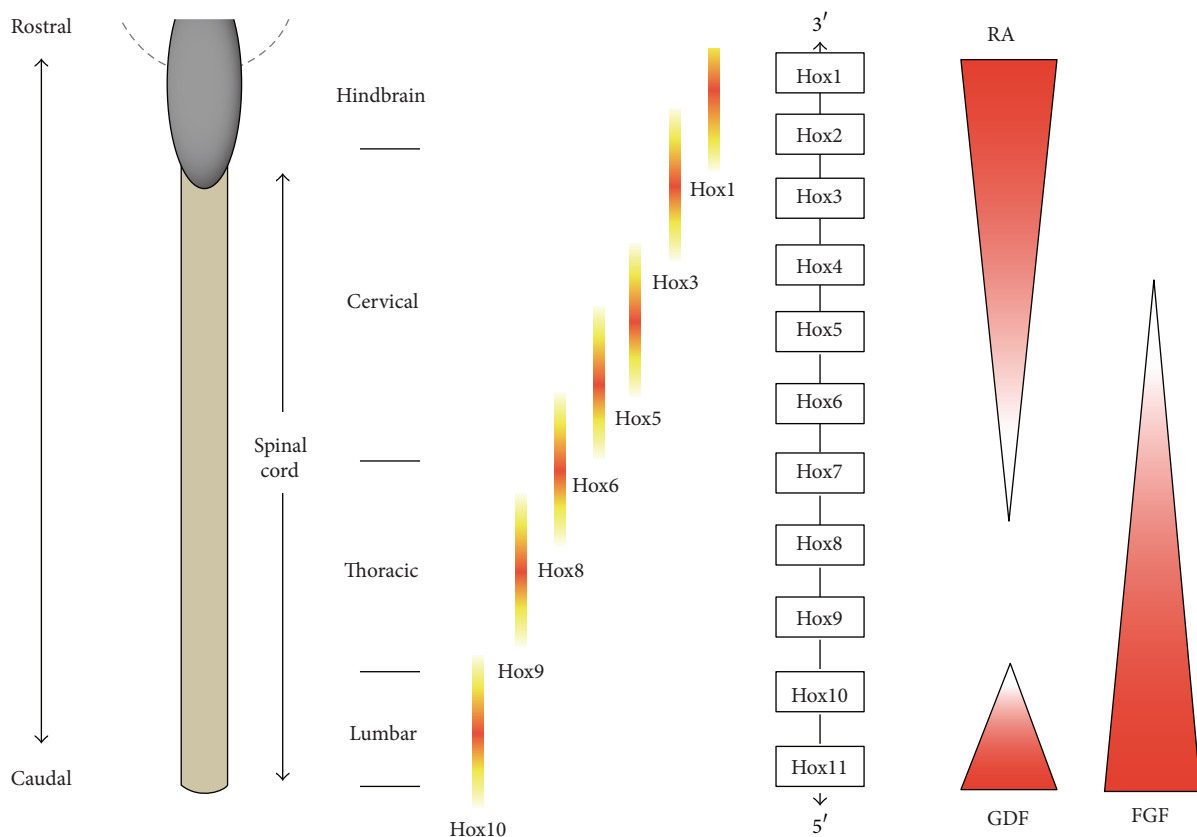 Rostral
Caudal
Spinal
cord
Hindbrain
Cervical
Thoracic
Lumbar
Hox1
Hox3
Hox5
Hox6
Hox8
Hox9
Hox10
3′
Hox1
Hox2
Hox3
Hox4
Hox5
Hox6
Hox7
Hox8
Hox9
Hox10
Hox11
5′
RA
GDF
FGF